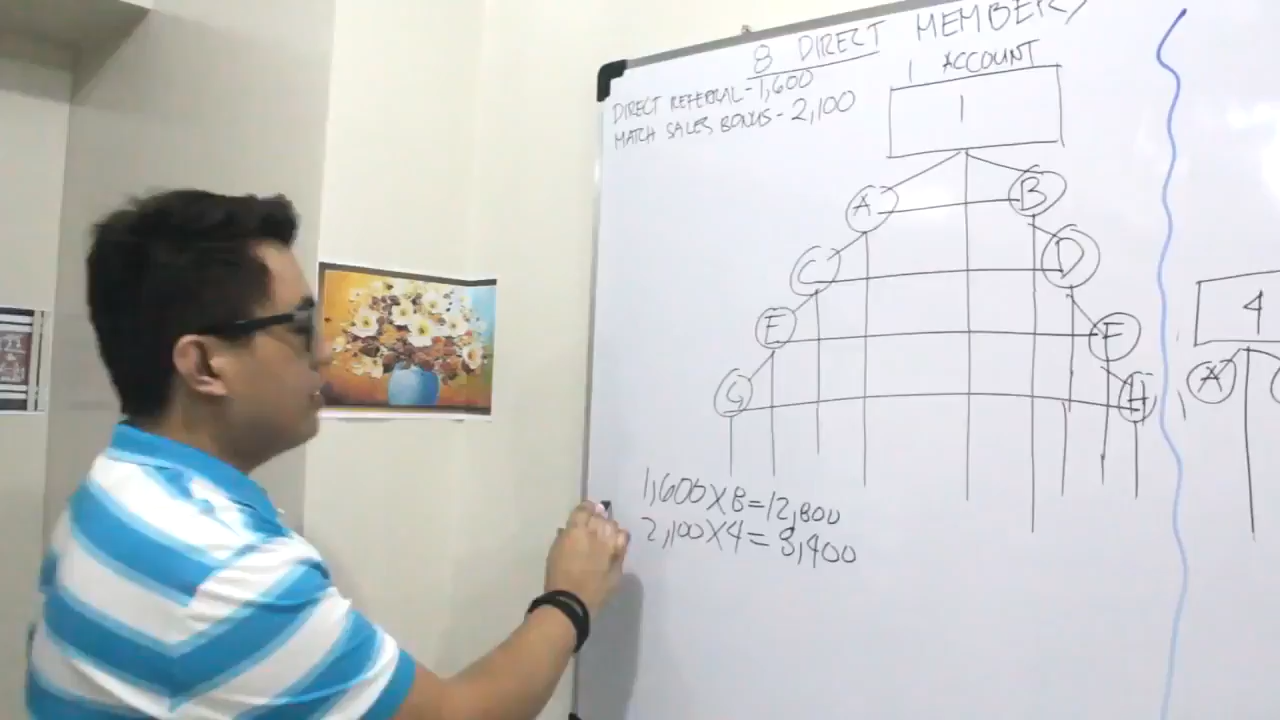 8 DIRECT MEMBERS
1 ACCOUNT
DIRECT REFERRAL - 1,600
MATCH SALES BONUS - 2,100
1
A B
C D
E F
G H
4
A
1,600 X 8 = 12,800
2,100 X 4 = 8,400